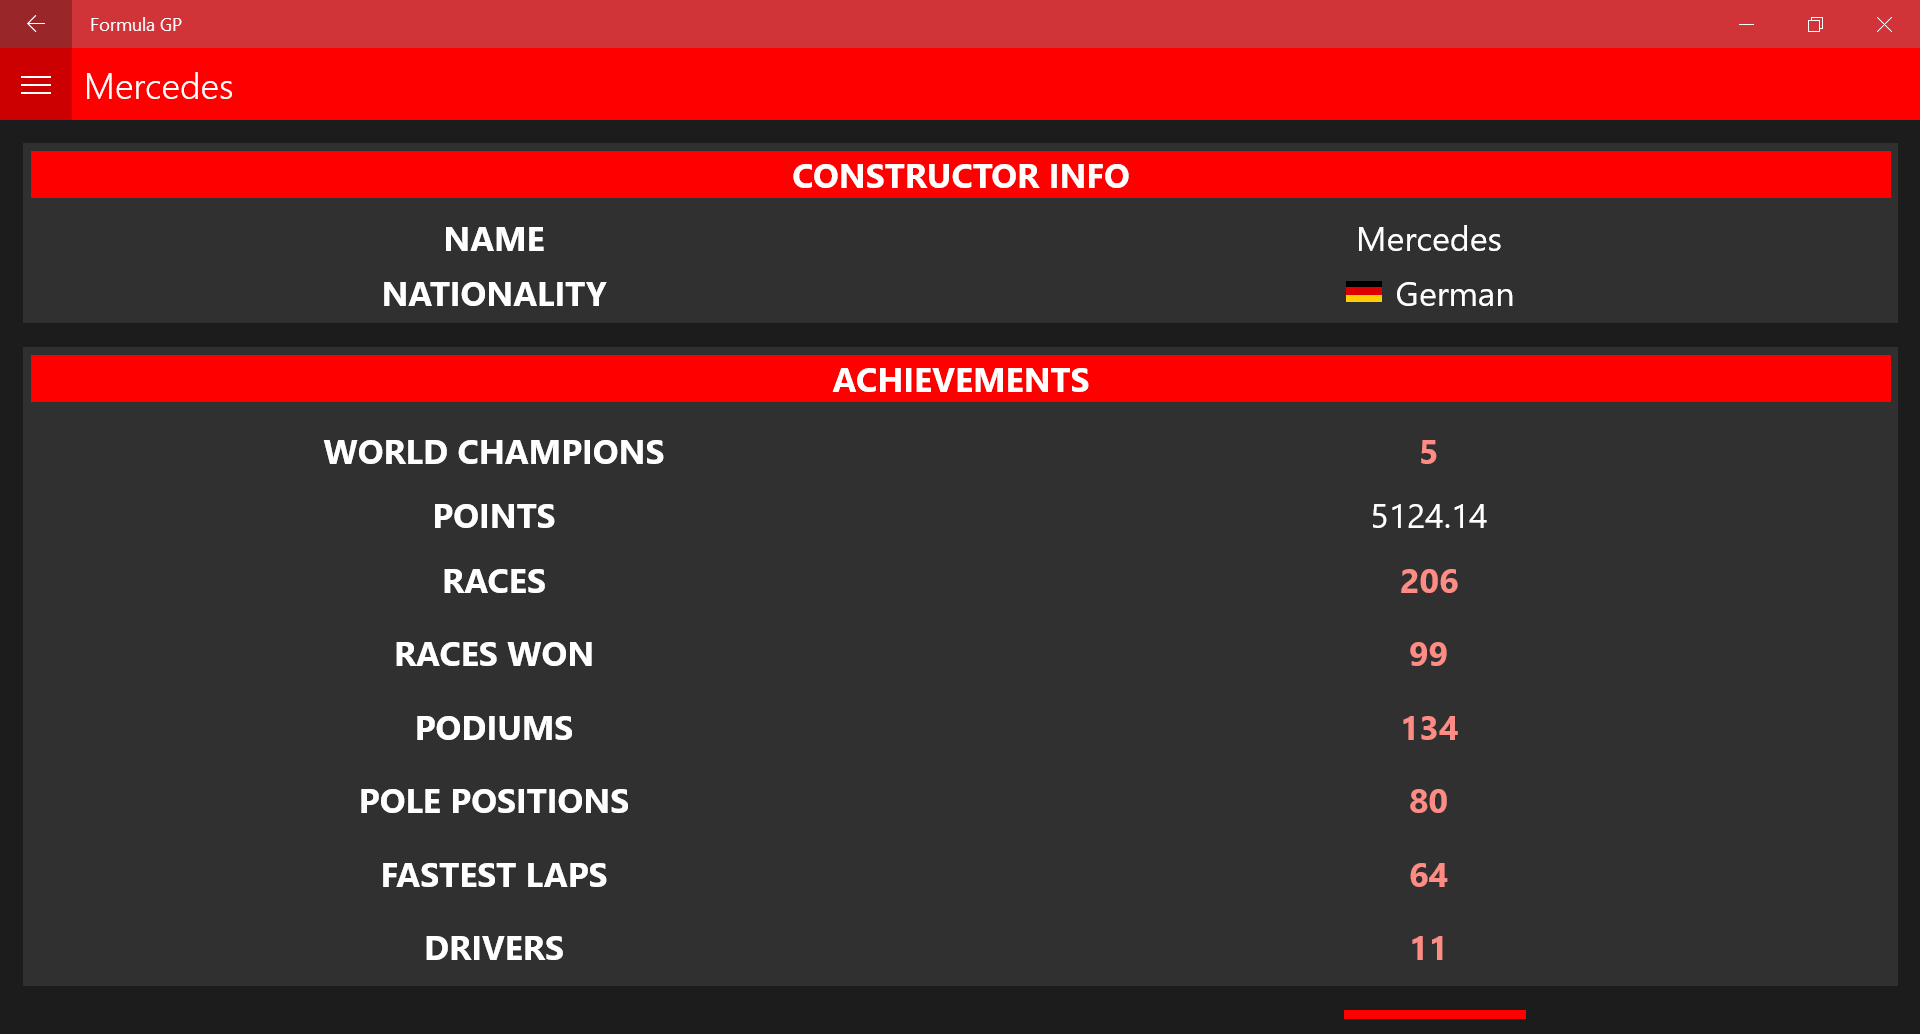 Formula GP
Mercedes
CONSTRUCTOR INFO
NAME Mercedes
NATIONALITY German
ACHIEVEMENTS
WORLD CHAMPIONS 5
POINTS 5124.14
RACES 206
RACES WON 99
PODIUMS 134
POLE POSITIONS 80
FASTEST LAPS 64
DRIVERS 11